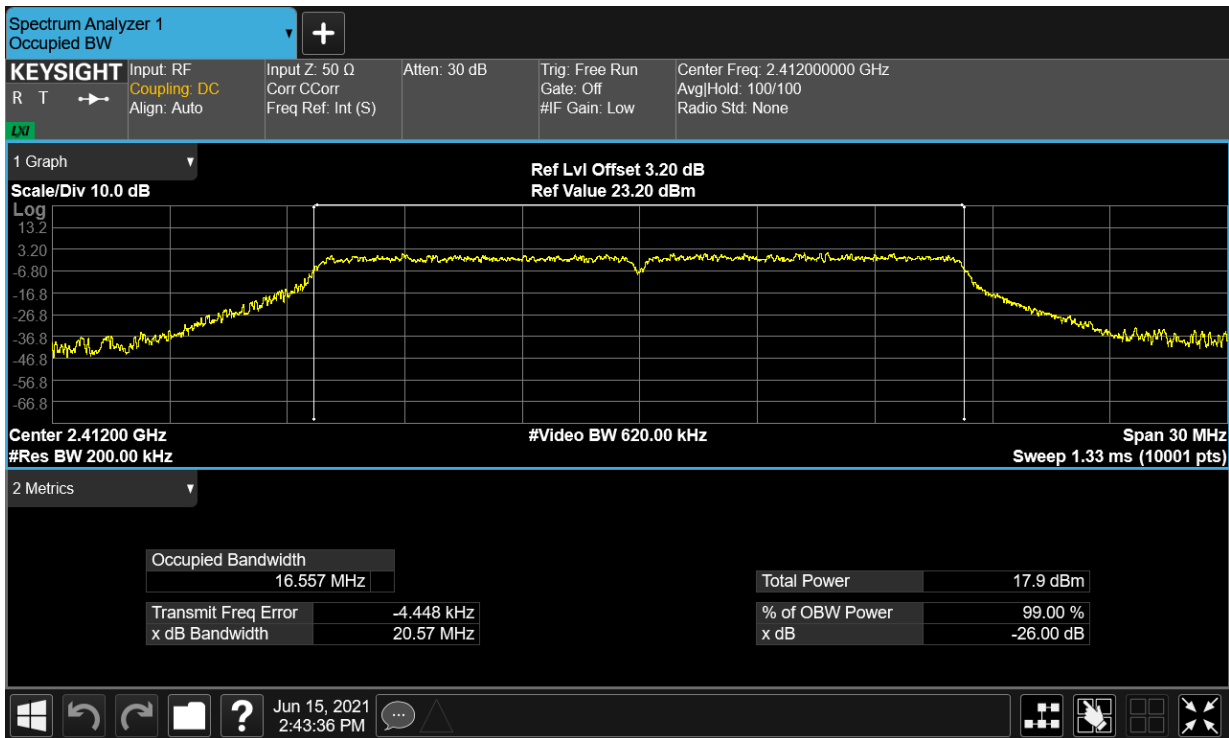 Spectrum Analyzer 1
Occupied BW
+
KEYSIGHT
R T
LXI
Input: RF
Coupling: DC
Align: Auto
Input Z: 50 Ω
Corr CCorr
Freq Ref: Int (S)
Atten: 30 dB
Trig: Free Run
Gate: Off
#IF Gain: Low
Center Freq: 2.412000000 GHz
Avg|Hold: 100/100
Radio Std: None
1 Graph
Ref Lvl Offset 3.20 dB
Scale/Div 10.0 dB
Ref Value 23.20 dBm
Log
13.2
3.20
-6.80
-16.8
-26.8
-36.8
-46.8
-56.8
-66.8
Center 2.41200 GHz
#Video BW 620.00 kHz
Span 30 MHz
#Res BW 200.00 kHz
Sweep 1.33 ms (10001 pts)
2 Metrics
Occupied Bandwidth
16.557 MHz
Total Power 17.9 dBm
Transmit Freq Error -4.448 kHz
% of OBW Power 99.00 %
x dB Bandwidth 20.57 MHz
x dB -26.00 dB
?
Jun 15, 2021
2:43:36 PM